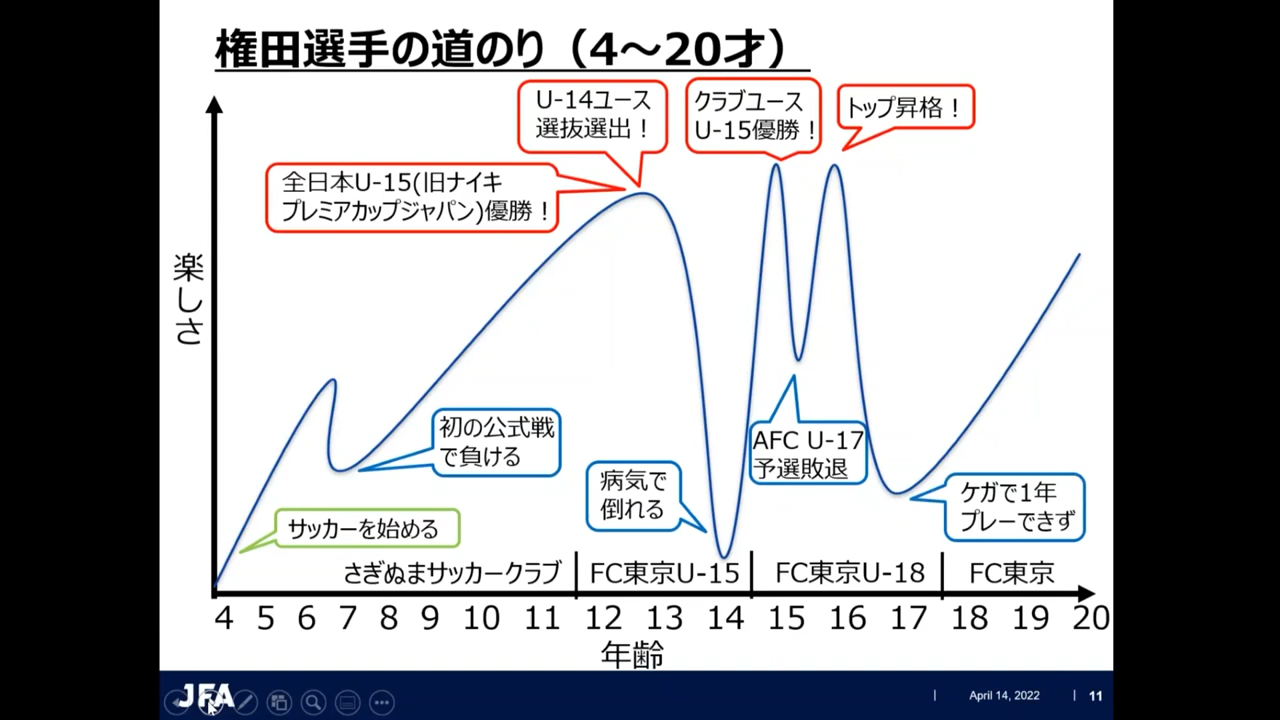 権田選手の道のり（4～20才）
U-14ユース
選抜選出！
クラブユース
U-15優勝！
トップ昇格！
全日本U-15(旧ナイキ
プレミアカップジャパン)優勝！
楽しさ
初の公式戦
で負ける
AFC U-17
予選敗退
病気で
倒れる
ケガで1年
プレーできず
サッカーを始める
さぎぬまサッカークラブ
FC東京U-15
FC東京U-18
FC東京
4 5 6 7 8 9 10 11 12 13 14 15 16 17 18 19 20
年齢
JFA
April 14, 2022
11